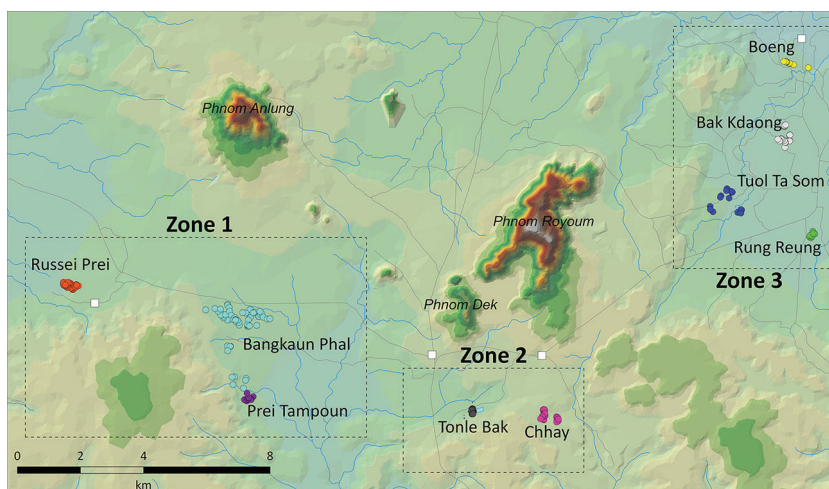 Boeng
Phnom Anlung
Bak Kdaong
Tuol Ta Som
Zone 1
Phnom Royoum
Rung Reung
Russei Prei
Zone 3
Phnom Dek
Bangkaun Phal
Zone 2
Prei Tampoun
Tonle Bak
Chhay
0 2 4 8
km